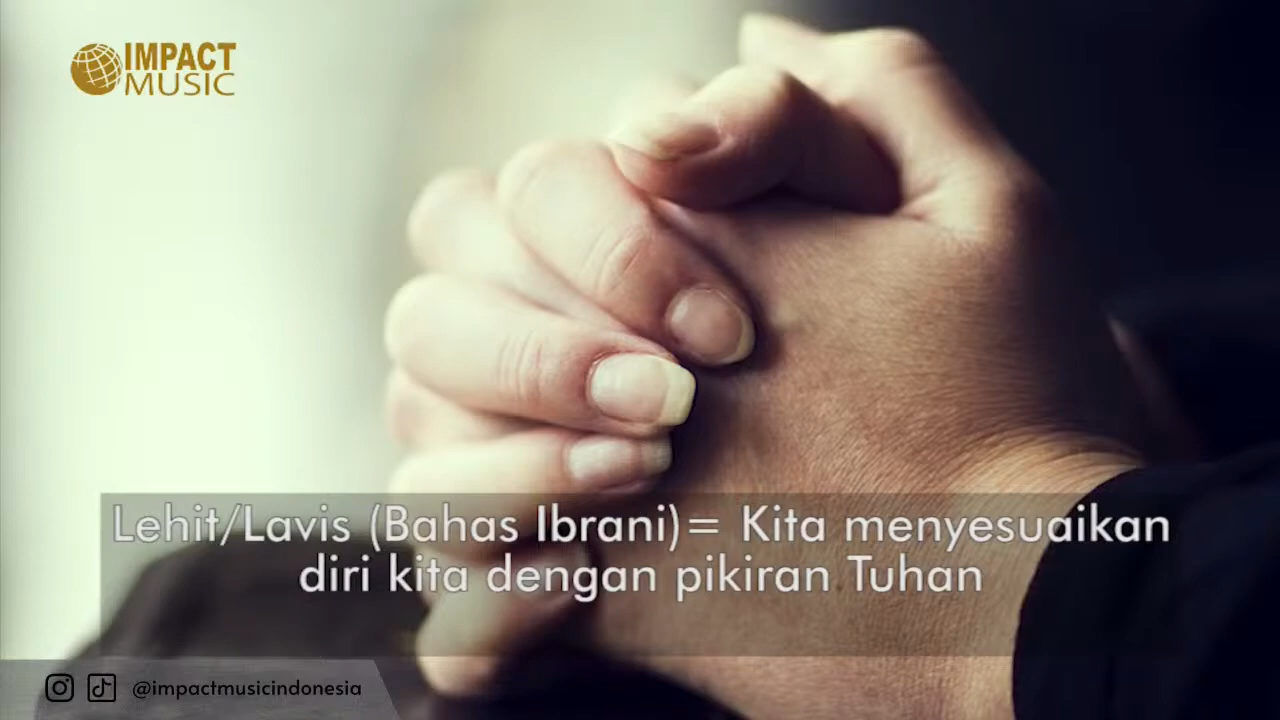 IMPACT
MUSIC
Lehit/Lavis (Bahas Ibrani)= Kita menyesuaikan
diri kita dengan pikiran Tuhan
@impactmusicindonesia